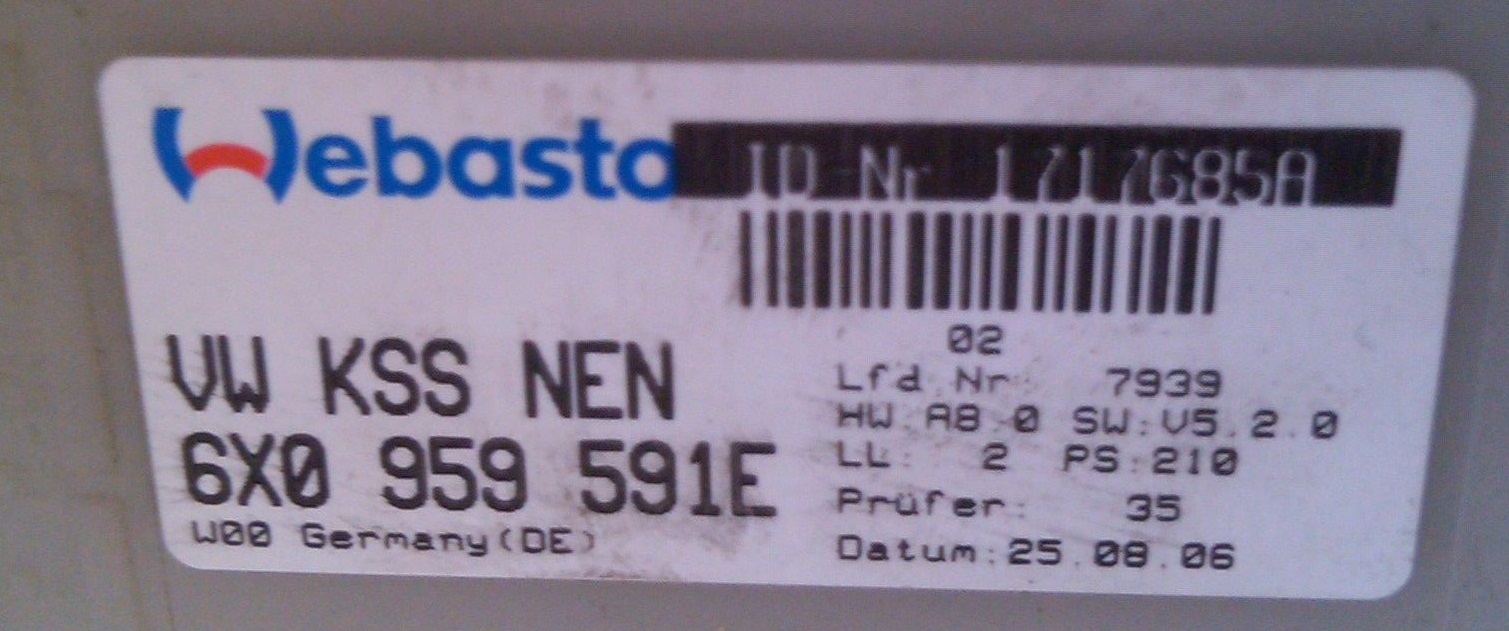 Webasto ID-Nr 1717685A
02
VW KSS NEN
6X0 959 591E
W00 Germany(DE)
Lfd.Nr: 7939
HW:A8.0 SW:V5.2.0
LL: 2 PS:210
Prüfer: 35
Datum:25.08.06